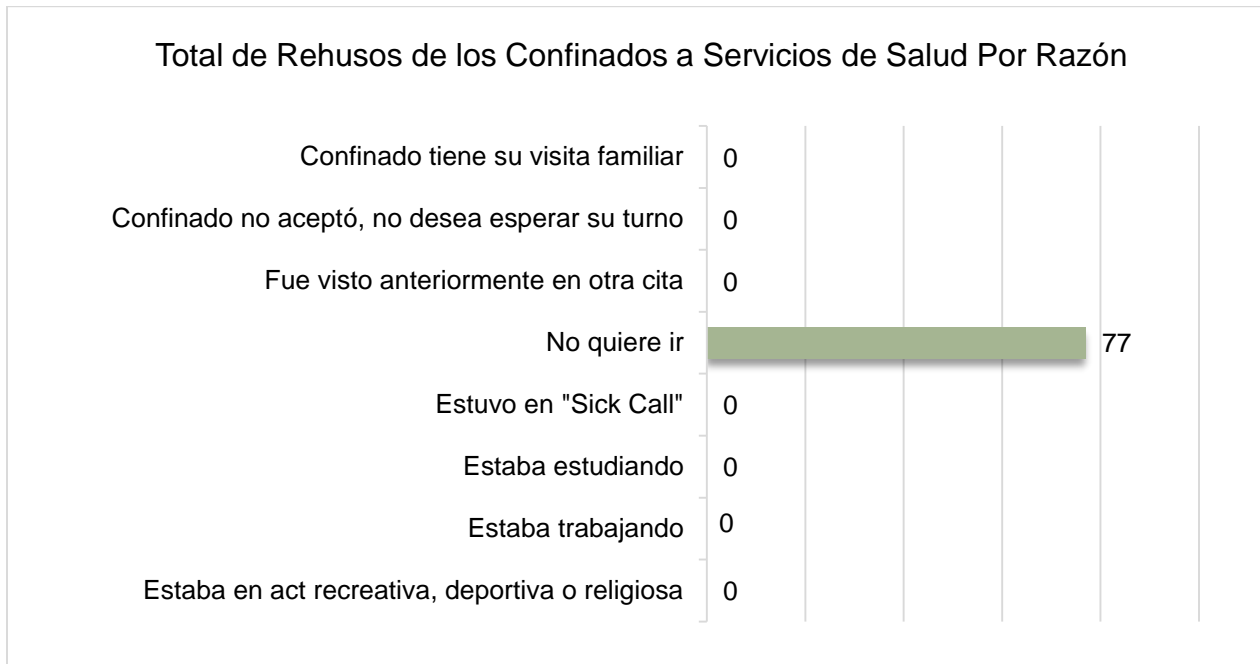 Total de Rehusos de los Confinados a Servicios de Salud Por Razón
Confinado tiene su visita familiar 0
Confinado no aceptó, no desea esperar su turno 0
Fue visto anteriormente en otra cita 0
No quiere ir 77
Estuvo en "Sick Call" 0
Estaba estudiando 0
Estaba trabajando 0
Estaba en act recreativa, deportiva o religiosa 0